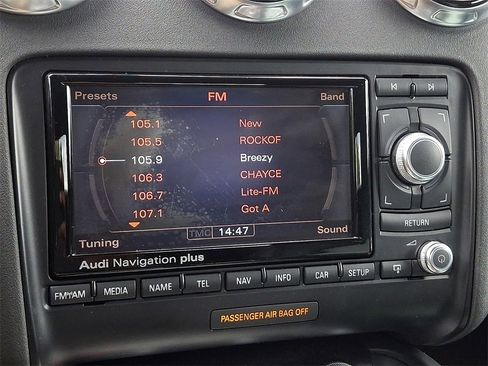 Presets FM Band
105.1 New
105.5 ROCKOF
105.9 Breezy
106.3 CHAYCE
106.7 Lite-FM
107.1 Got A
TMC 14:47
Tuning Sound
Audi Navigation plus
RETURN
FM/AM MEDIA NAME TEL NAV INFO CAR SETUP
PASSENGER AIR BAG OFF